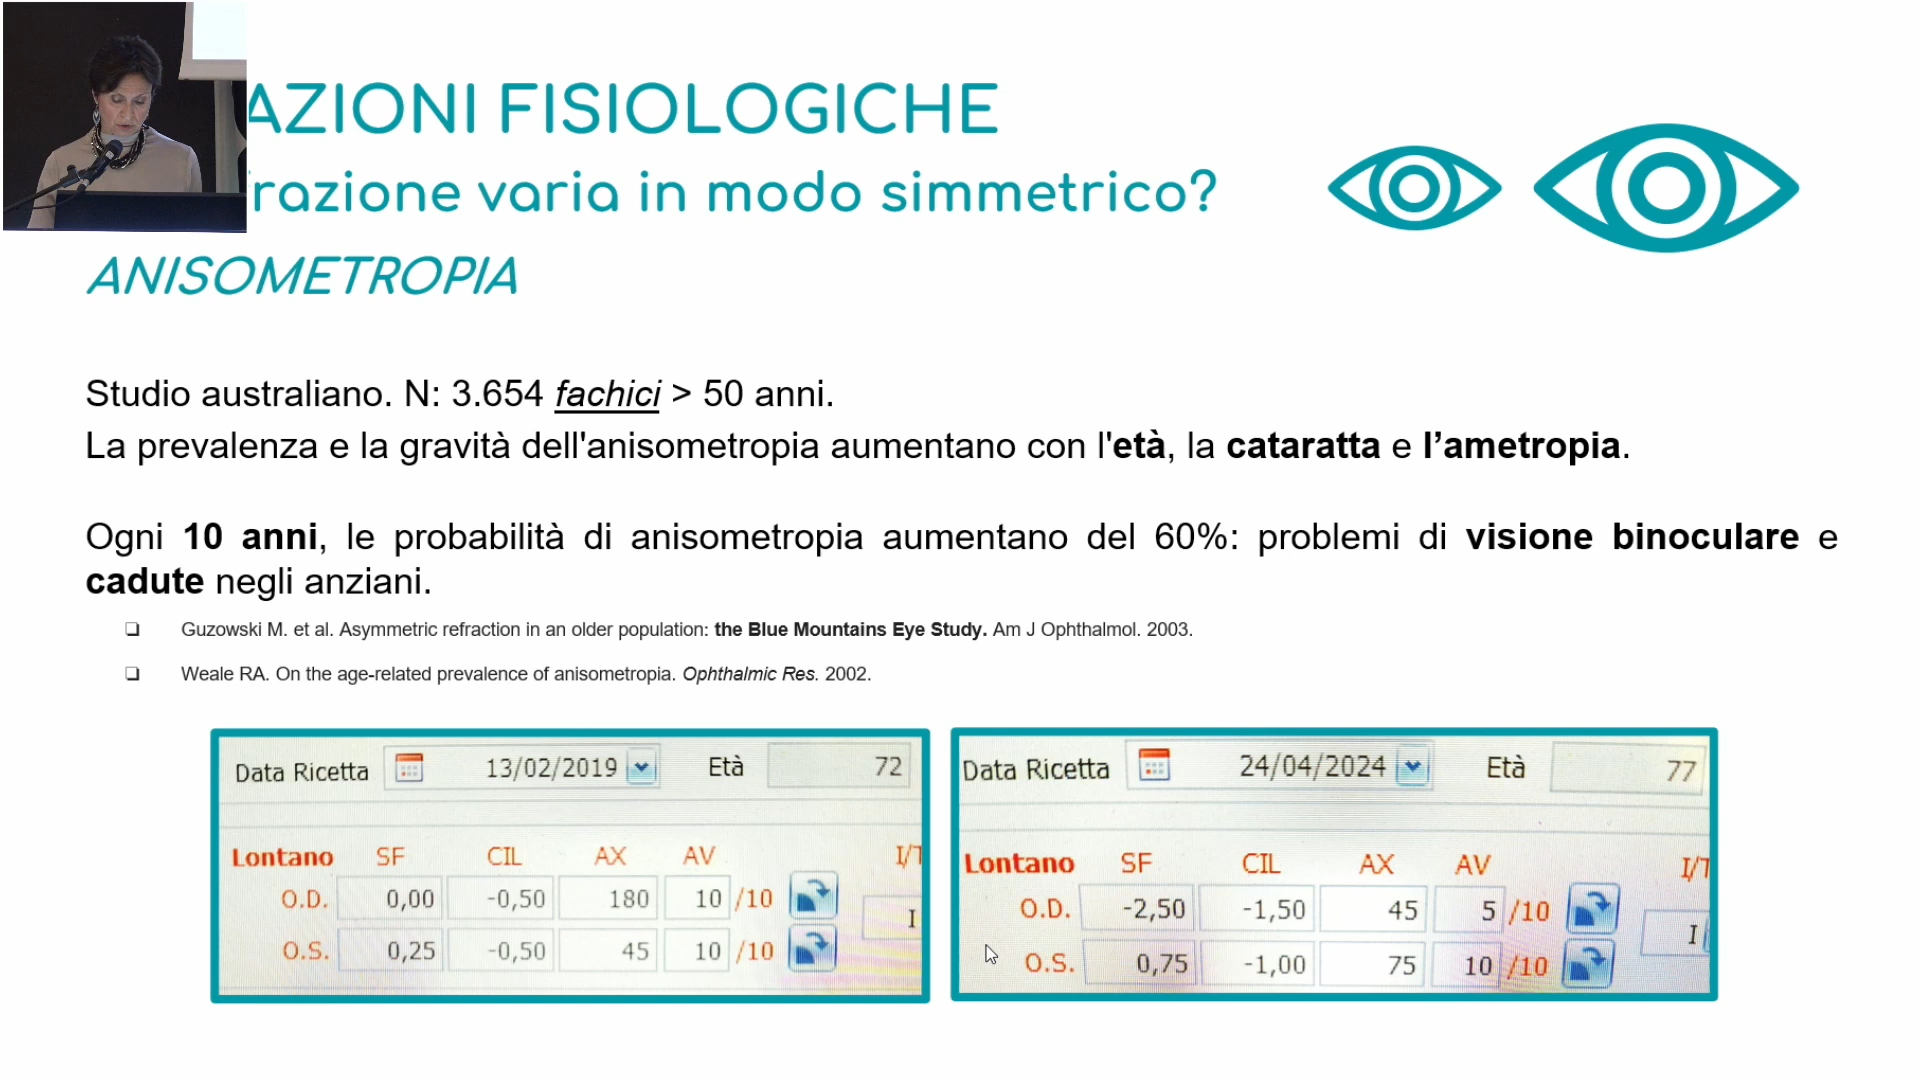 AZIONI FISIOLOGICHE
razione varia in modo simmetrico?
ANISOMETROPIA
Studio australiano. N: 3.654 fachici > 50 anni.
La prevalenza e la gravità dell'anisometropia aumentano con l'età, la cataratta e l’ametropia.
Ogni 10 anni, le probabilità di anisometropia aumentano del 60%: problemi di visione binoculare e
cadute negli anziani.
❑ Guzowski M. et al. Asymmetric refraction in an older population: the Blue Mountains Eye Study. Am J Ophthalmol. 2003.
❑ Weale RA. On the age-related prevalence of anisometropia. Ophthalmic Res. 2002.
Data Ricetta 13/02/2019 Età 72
Lontano SF CIL AX AV I/T
O.D. 0,00 -0,50 180 10 /10 I
O.S. 0,25 -0,50 45 10 /10
Data Ricetta 24/04/2024 Età 77
Lontano SF CIL AX AV I/T
O.D. -2,50 -1,50 45 5 /10 I
O.S. 0,75 -1,00 75 10 /10